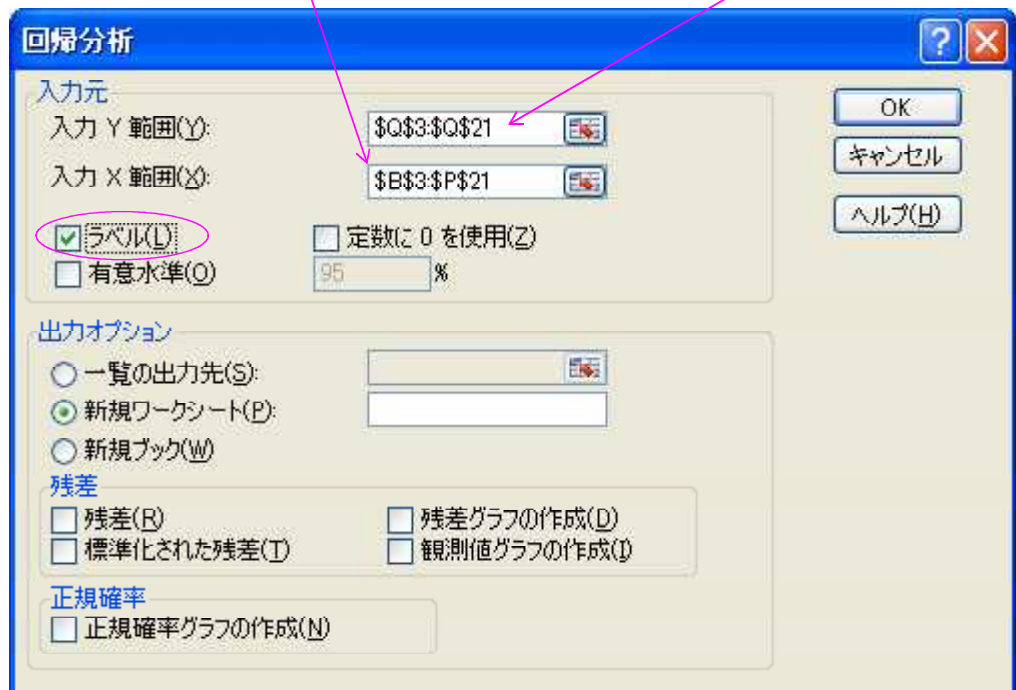 回帰分析
入力元
入力 Y 範囲(Y): $Q$3:$Q$21
入力 X 範囲(X): $B$3:$P$21
ラベル(L) 定数に 0 を使用(Z)
有意水準(O) 95 %
OK
キャンセル
ヘルプ(H)
出力オプション
一覧の出力先(S):
新規ワークシート(P):
新規ブック(W)
残差
残差(R) 残差グラフの作成(D)
標準化された残差(T) 観測値グラフの作成(I)
正規確率
正規確率グラフの作成(N)